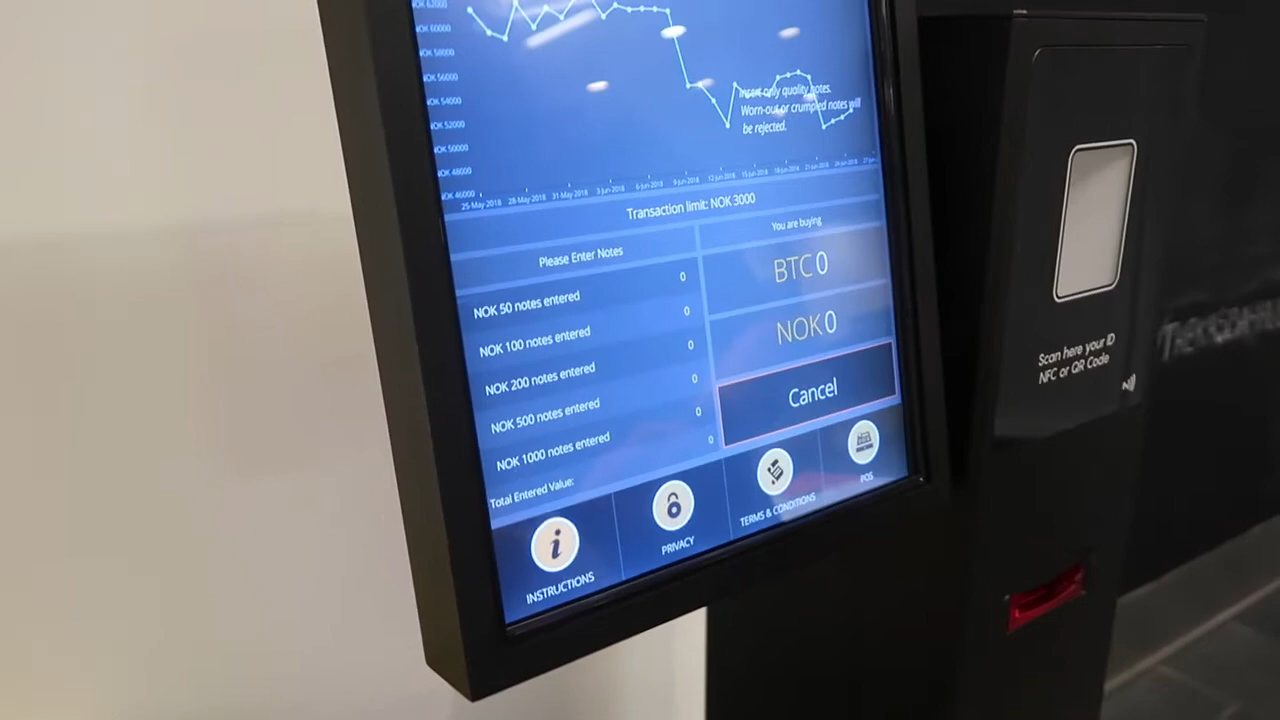 NOK 62000
NOK 60000
NOK 58000
NOK 56000
NOK 54000
NOK 52000
NOK 50000
NOK 48000
NOK 46000
Insert only quality notes.
Worn-out or crumpled notes will
be rejected.
25-May-2018 28-May-2018 31-May-2018 3-Jun-2018 6-Jun-2018 9-Jun-2018 12-Jun-2018 15-Jun-2018 18-Jun-2018 21-Jun-2018 24-Jun-2018
Transaction limit: NOK 3000
Please Enter Notes
NOK 50 notes entered 0
NOK 100 notes entered 0
NOK 200 notes entered 0
NOK 500 notes entered 0
NOK 1000 notes entered 0
Total Entered Value: 0
You are buying
BTC 0
NOK 0
Cancel
INSTRUCTIONS
PRIVACY
TERMS & CONDITIONS
POS
Scan here your ID
NFC or QR Code